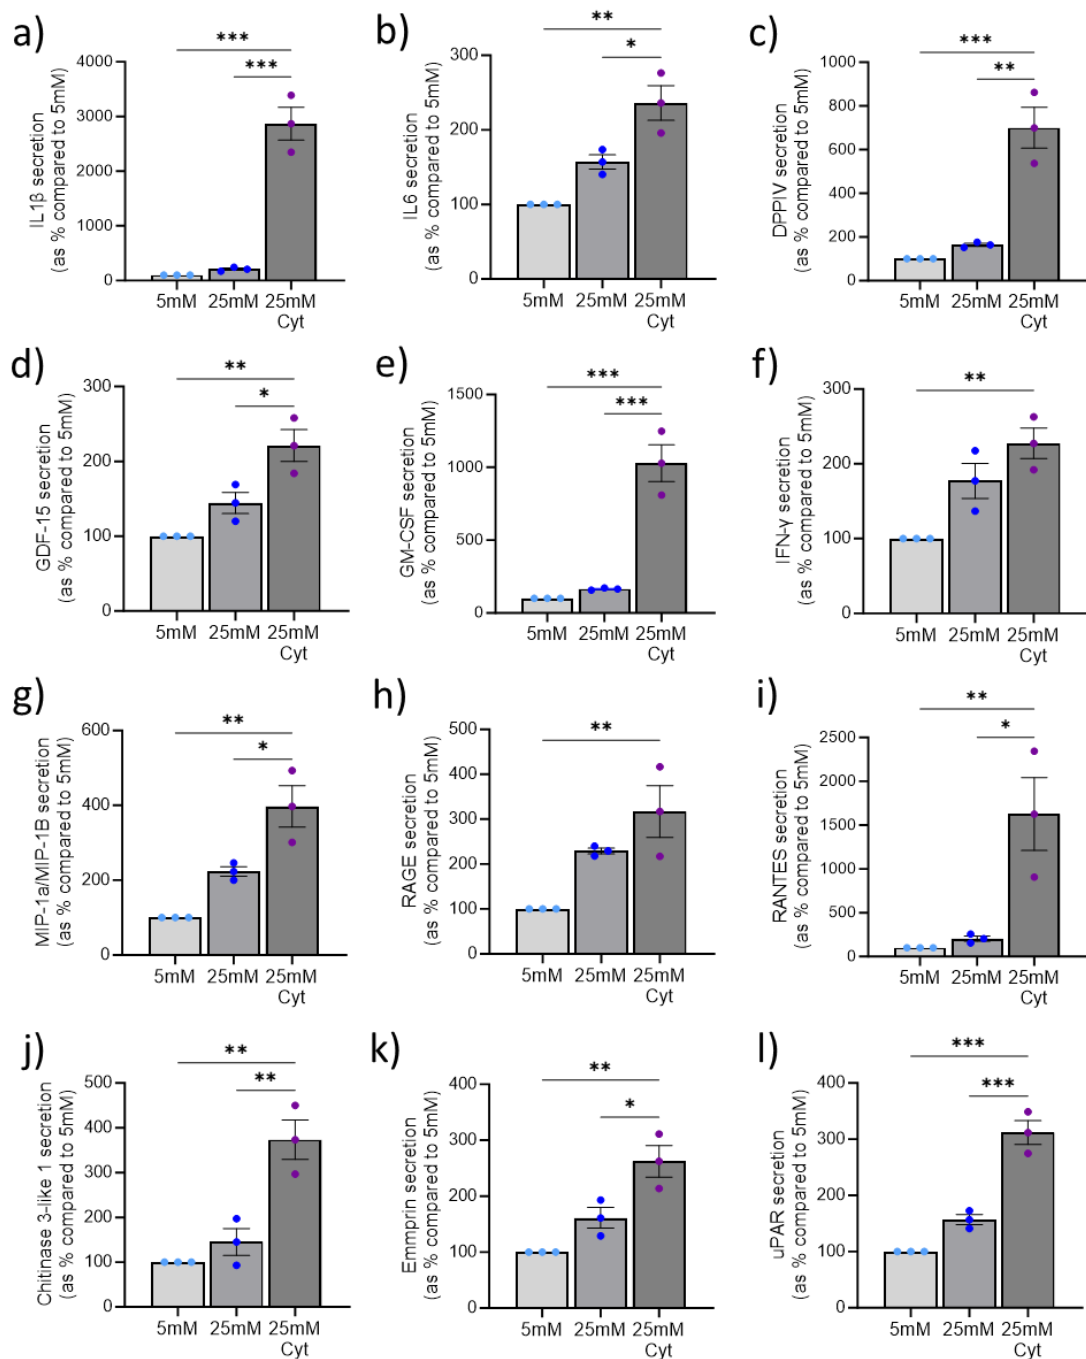 a)
***
***
IL1β secretion
(as % compared to 5mM)
4000
3000
2000
1000
0
5mM 25mM 25mM
Cyt
b)
**
*
IL6 secretion
(as % compared to 5mM)
300
200
100
0
5mM 25mM 25mM
Cyt
c)
***
**
DPPIV secretion
(as % compared to 5mM)
1000
800
600
400
200
0
5mM 25mM 25mM
Cyt
d)
**
*
GDF-15 secretion
(as % compared to 5mM)
300
200
100
0
5mM 25mM 25mM
Cyt
e)
***
***
GM-CSF secretion
(as % compared to 5mM)
1500
1000
500
0
5mM 25mM 25mM
Cyt
f)
**
IFN-γ secretion
(as % compared to 5mM)
300
200
100
0
5mM 25mM 25mM
Cyt
g)
**
*
MIP-1a/MIP-1B secretion
(as % compared to 5mM)
600
400
200
0
5mM 25mM 25mM
Cyt
h)
**
RAGE secretion
(as % compared to 5mM)
500
400
300
200
100
0
5mM 25mM 25mM
Cyt
i)
**
*
RANTES secretion
(as % compared to 5mM)
2500
2000
1500
1000
500
0
5mM 25mM 25mM
Cyt
j)
**
**
Chitinase 3-like 1 secretion
(as % compared to 5mM)
500
400
300
200
100
0
5mM 25mM 25mM
Cyt
k)
**
*
Emmprin secretion
(as % compared to 5mM)
400
300
200
100
0
5mM 25mM 25mM
Cyt
l)
***
***
uPAR secretion
(as % compared to 5mM)
400
300
200
100
0
5mM 25mM 25mM
Cyt